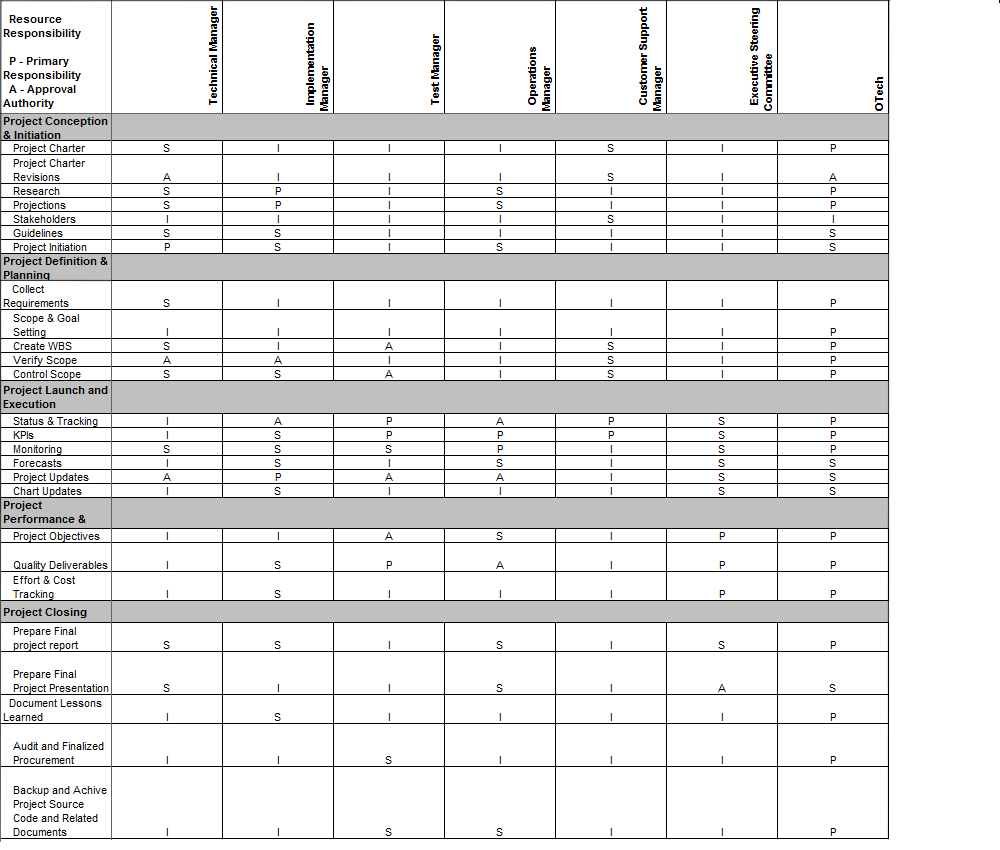 Resource
Responsibility
P - Primary
Responsibility
A - Approval
Authority
Technical Manager
Implementation
Manager
Test Manager
Operations
Manager
Customer Support
Manager
Executive Steering
Committee
OTech
Project Conception
& Initiation
Project Charter S I I I S I P
Project Charter
Revisions A I I I S I A
Research S P I S I I P
Projections S P I S I I P
Stakeholders I I I I S I I
Guidelines S S I I I I S
Project Initiation P S I S I I S
Project Definition &
Planning
Collect
Requirements S I I I I I P
Scope & Goal
Setting I I I I I I P
Create WBS S I A I S I P
Verify Scope A A I I S I P
Control Scope S S A I S I P
Project Launch and
Execution
Status & Tracking I A P A P S P
KPIs I S P P P S P
Monitoring S S S P I S P
Forecasts I S I S I S S
Project Updates A P A A I S S
Chart Updates I S I I I S S
Project
Performance &
Project Objectives I I A S I P P
Quality Deliverables I S P A I P P
Effort & Cost
Tracking I S I I I P P
Project Closing
Prepare Final
project report S S I S I S P
Prepare Final
Project Presentation S I I S I A S
Document Lessons
Learned I S I I I I P
Audit and Finalized
Procurement I I S I I I P
Backup and Achive
Project Source
Code and Related
Documents I I S S I I P